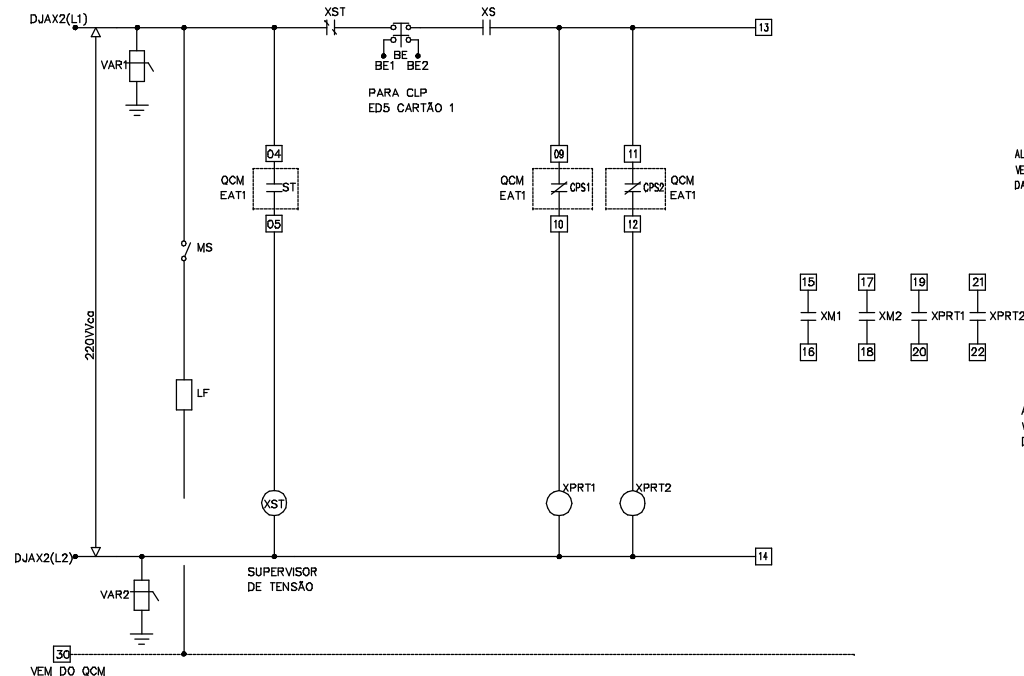 DJAX2(L1)
XST
XS
13
VAR1
BE
BE1 BE2
PARA CLP
ED5 CARTÃO 1
04
09
11
QCM
EAT1
ST
QCM
EAT1
CPS1
CPS2
QCM
EAT1
05
10
12
MS
15
17
19
21
XM1
XM2
XPRT1
XPRT2
16
18
20
22
220VVca
LF
XST
XPRT1
XPRT2
DJAX2(L2)
14
SUPERVISOR
DE TENSÃO
VAR2
30
VEM DO QCM